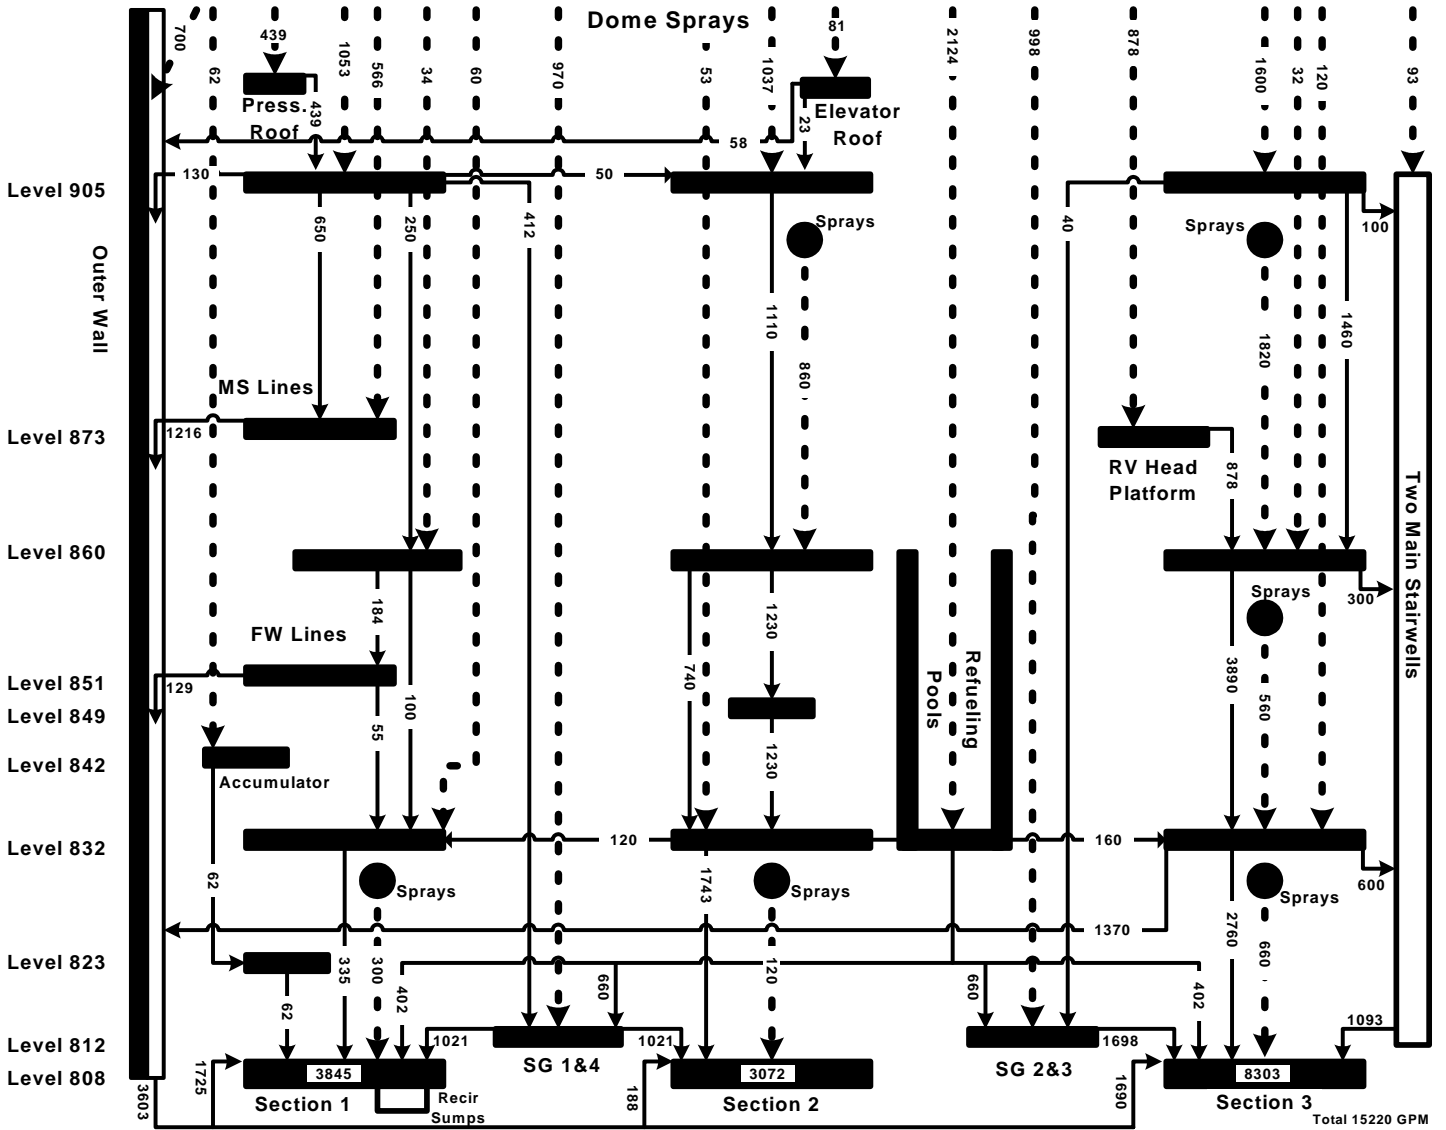 Dome Sprays
700
62
439
1053
566
34
60
970
53
1037
81
2124
998
878
1600
32
120
93
Press.
Roof
439
Elevator
Roof
23
58
130
50
Level 905
650
250
412
Sprays
40
Sprays
100
Outer Wall
1110
860
1820
1460
MS Lines
1216
Level 873
RV Head
Platform
878
Two Main Stairwells
Level 860
184
1230
Sprays
300
FW Lines
740
Refueling
Pools
3890
560
Level 851
129
100
Level 849
55
1230
Level 842
Accumulator
Level 832
120
160
62
Sprays
1743
Sprays
Sprays
600
1370
2760
Level 823
335
300
402
660
120
660
402
660
62
1021
1021
1698
1093
Level 812
SG 1&4
SG 2&3
Level 808
3845
3072
8303
3603
1725
188
1690
Section 1
Recir
Sumps
Section 2
Section 3
Total 15220 GPM